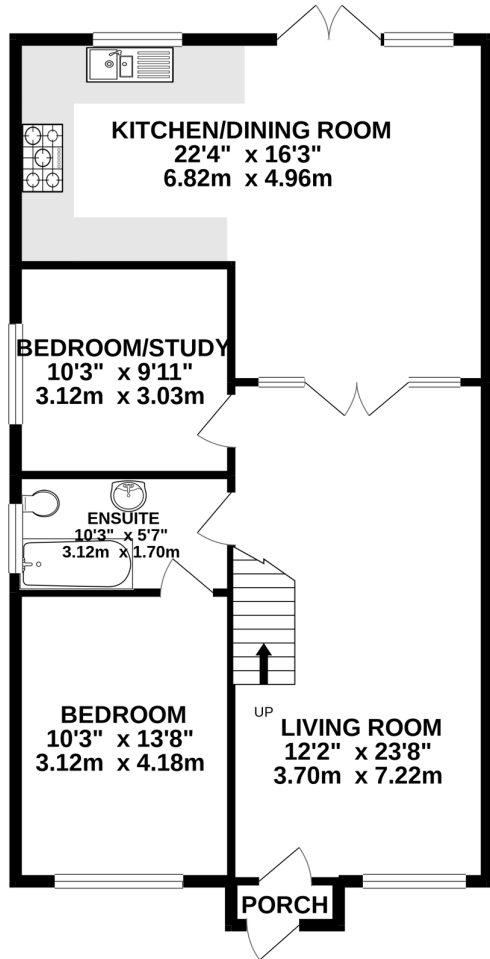 KITCHEN/DINING ROOM
22'4" x 16'3"
6.82m x 4.96m
BEDROOM/STUDY
10'3" x 9'11"
3.12m x 3.03m
ENSUITE
10'3" x 5'7"
3.12m x 1.70m
BEDROOM
10'3" x 13'8"
3.12m x 4.18m
UP
LIVING ROOM
12'2" x 23'8"
3.70m x 7.22m
PORCH